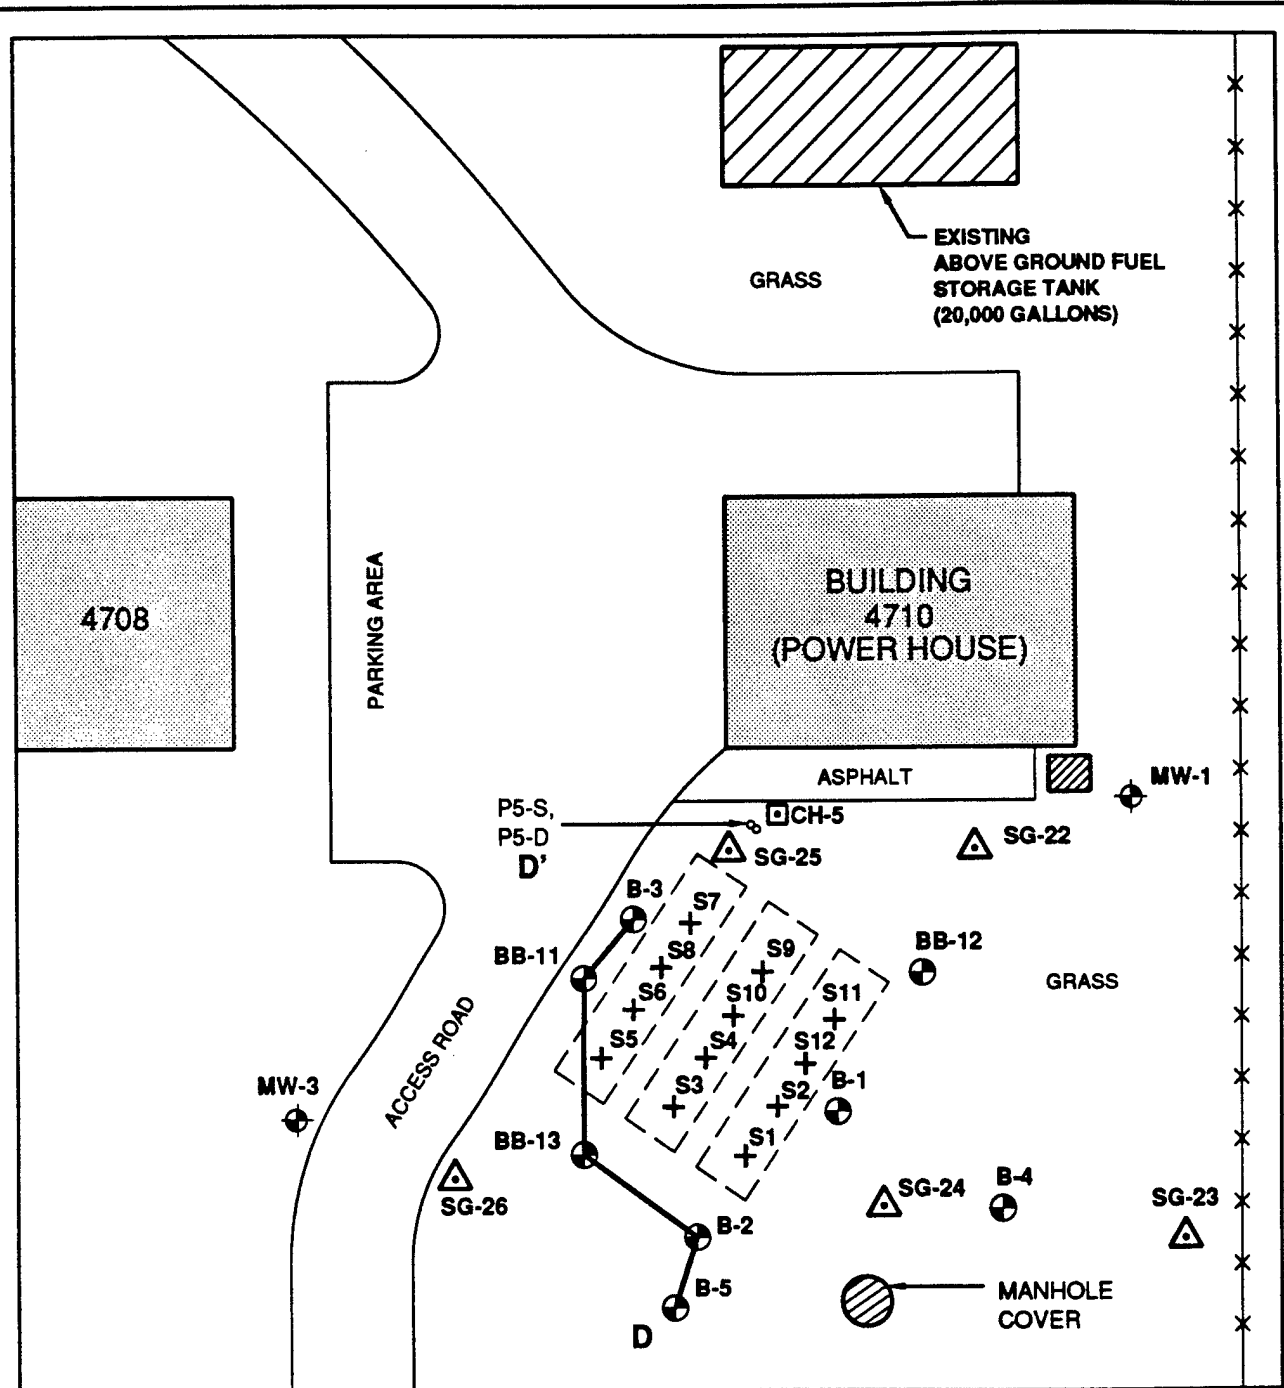 EXISTING
ABOVE GROUND FUEL
STORAGE TANK
(20,000 GALLONS)
GRASS
4708
PARKING AREA
BUILDING
4710
(POWER HOUSE)
ASPHALT
MW-1
P5-S,
P5-D
D'
CH-5
SG-25
SG-22
B-3
S7
BB-11
S8
S9
BB-12
S6
S10
S11
GRASS
S5
S4
S12
ACCESS ROAD
MW-3
S3
S2
B-1
BB-13
S1
SG-26
SG-24
B-4
SG-23
B-2
B-5
D
MANHOLE
COVER